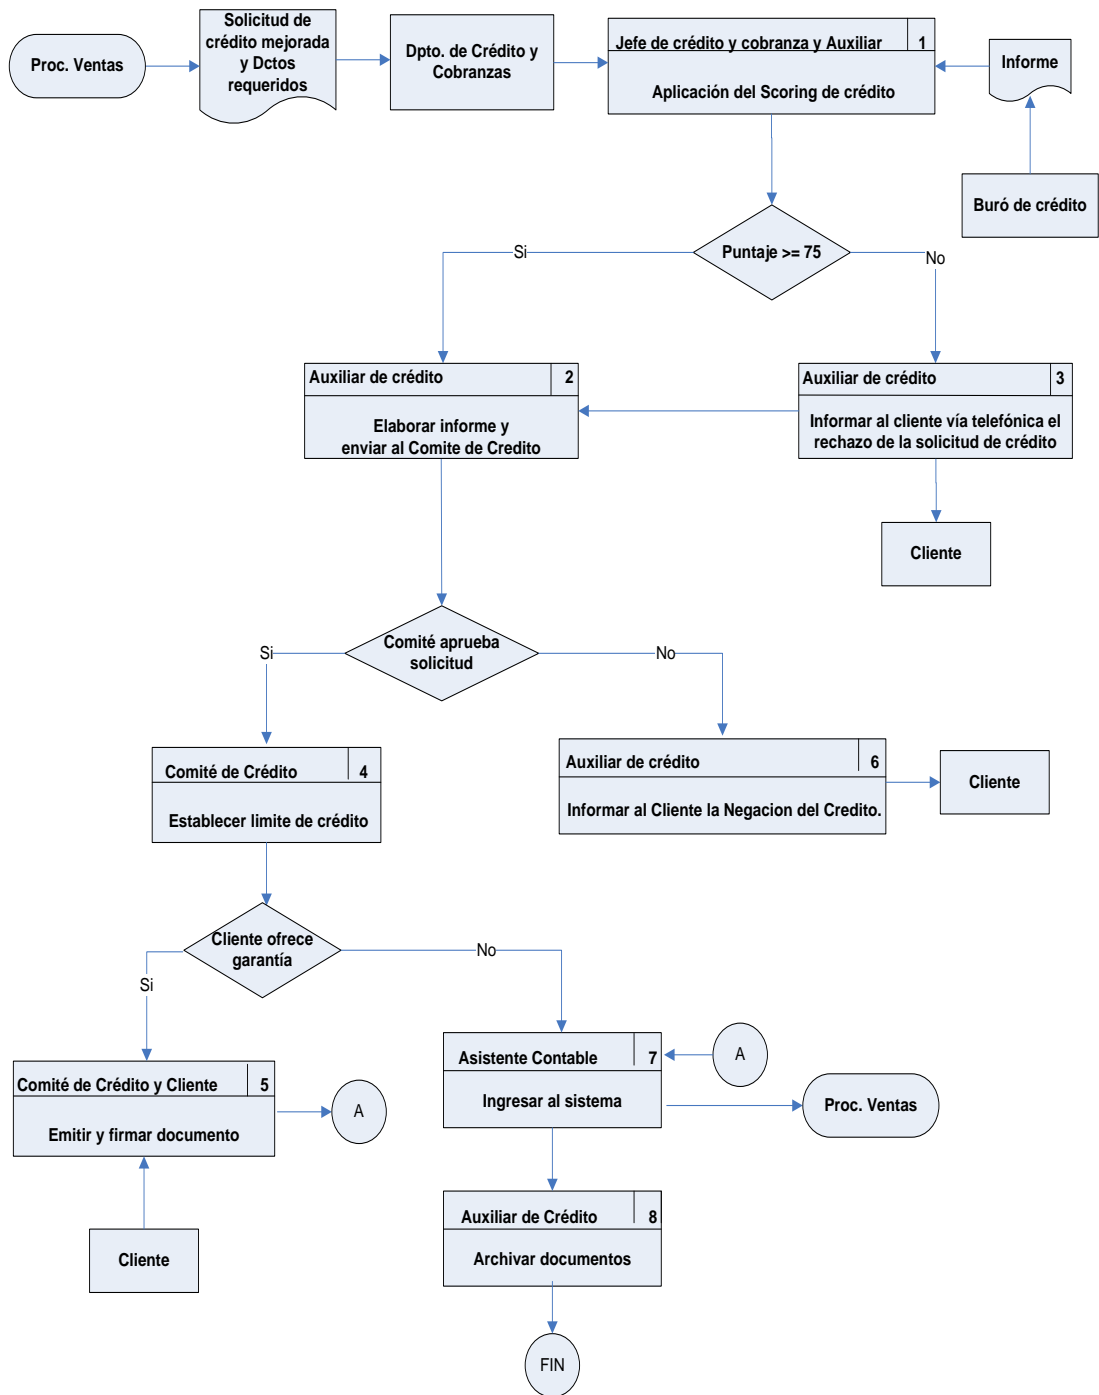 Proc. Ventas
Solicitud de
crédito mejorada
y Dctos
requeridos
Dpto. de Crédito y
Cobranzas
Jefe de crédito y cobranza y Auxiliar
1
Aplicación del Scoring de crédito
Informe
Buró de crédito
Puntaje >= 75
Si
No
Auxiliar de crédito
2
Elaborar informe y
enviar al Comite de Credito
Auxiliar de crédito
3
Informar al cliente vía telefónica el
rechazo de la solicitud de crédito
Cliente
Comité aprueba
solicitud
Si
No
Comité de Crédito
4
Establecer limite de crédito
Auxiliar de crédito
6
Informar al Cliente la Negacion del Credito.
Cliente
Cliente ofrece
garantía
Si
No
Comité de Crédito y Cliente
5
Emitir y firmar documento
A
Cliente
Asistente Contable
7
Ingresar al sistema
A
Proc. Ventas
Auxiliar de Crédito
8
Archivar documentos
FIN